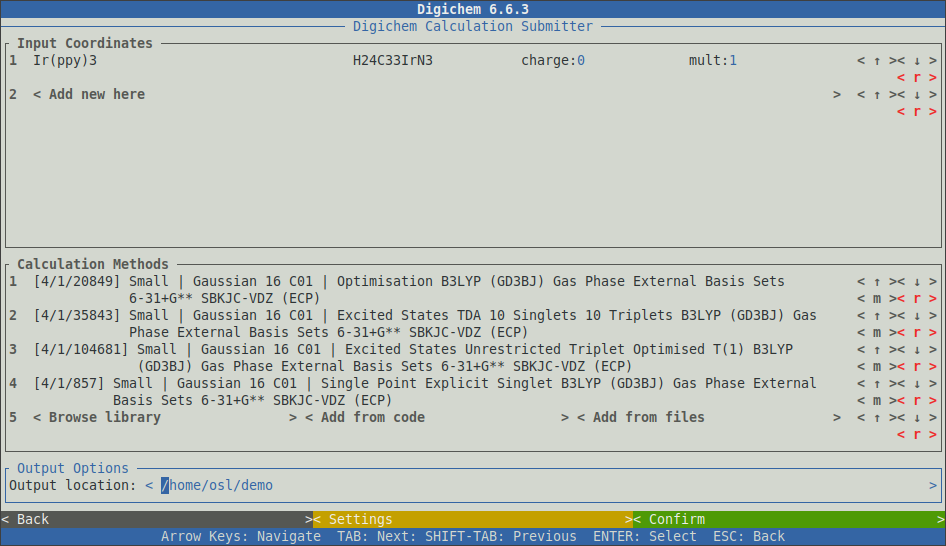 Digichem 6.6.3
Digichem Calculation Submitter
Input Coordinates
1 Ir(ppy)3 H24C33IrN3 charge:0 mult:1 < ↑ >< ↓ >
< r >
2 < Add new here > < ↑ >< ↓ >
< r >
Calculation Methods
1 [4/1/20849] Small | Gaussian 16 C01 | Optimisation B3LYP (GD3BJ) Gas Phase External Basis Sets < ↑ >< ↓ >
6-31+G** SBKJC-VDZ (ECP) < m >< r >
2 [4/1/35843] Small | Gaussian 16 C01 | Excited States TDA 10 Singlets 10 Triplets B3LYP (GD3BJ) Gas < ↑ >< ↓ >
Phase External Basis Sets 6-31+G** SBKJC-VDZ (ECP) < m >< r >
3 [4/1/104681] Small | Gaussian 16 C01 | Excited States Unrestricted Triplet Optimised T(1) B3LYP < ↑ >< ↓ >
(GD3BJ) Gas Phase External Basis Sets 6-31+G** SBKJC-VDZ (ECP) < m >< r >
4 [4/1/857] Small | Gaussian 16 C01 | Single Point Explicit Singlet B3LYP (GD3BJ) Gas Phase External < ↑ >< ↓ >
Basis Sets 6-31+G** SBKJC-VDZ (ECP) < m >< r >
5 < Browse library > < Add from code > < Add from files > < ↑ >< ↓ >
< r >
Output Options
Output location: < /home/osl/demo >
< Back >< Settings >< Confirm >
Arrow Keys: Navigate TAB: Next: SHIFT-TAB: Previous ENTER: Select ESC: Back